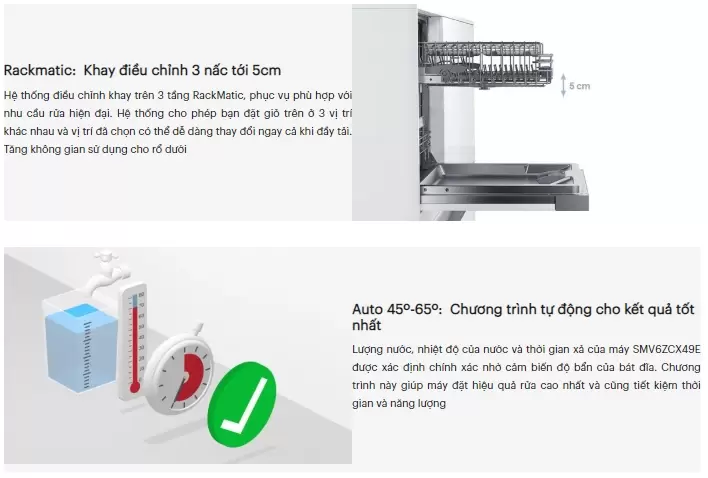 Rackmatic: Khay điều chỉnh 3 nấc tới 5cm
Hệ thống điều chỉnh khay trên 3 tầng RackMatic, phục vụ phù hợp với
nhu cầu rửa hiện đại. Hệ thống cho phép bạn đặt giỏ trên ở 3 vị trí
khác nhau và vị trí đã chọn có thể dễ dàng thay đổi ngay cả khi đầy tải.
Tăng không gian sử dụng cho rổ dưới
5 cm
Auto 45º-65º: Chương trình tự động cho kết quả tốt
nhất
Lượng nước, nhiệt độ của nước và thời gian xả của máy SMV6ZCX49E
được xác định chính xác nhờ cảm biến độ bẩn của bát đĩa. Chương
trình này giúp máy đạt hiệu quả rửa cao nhất và cũng tiết kiệm thời
gian và năng lượng